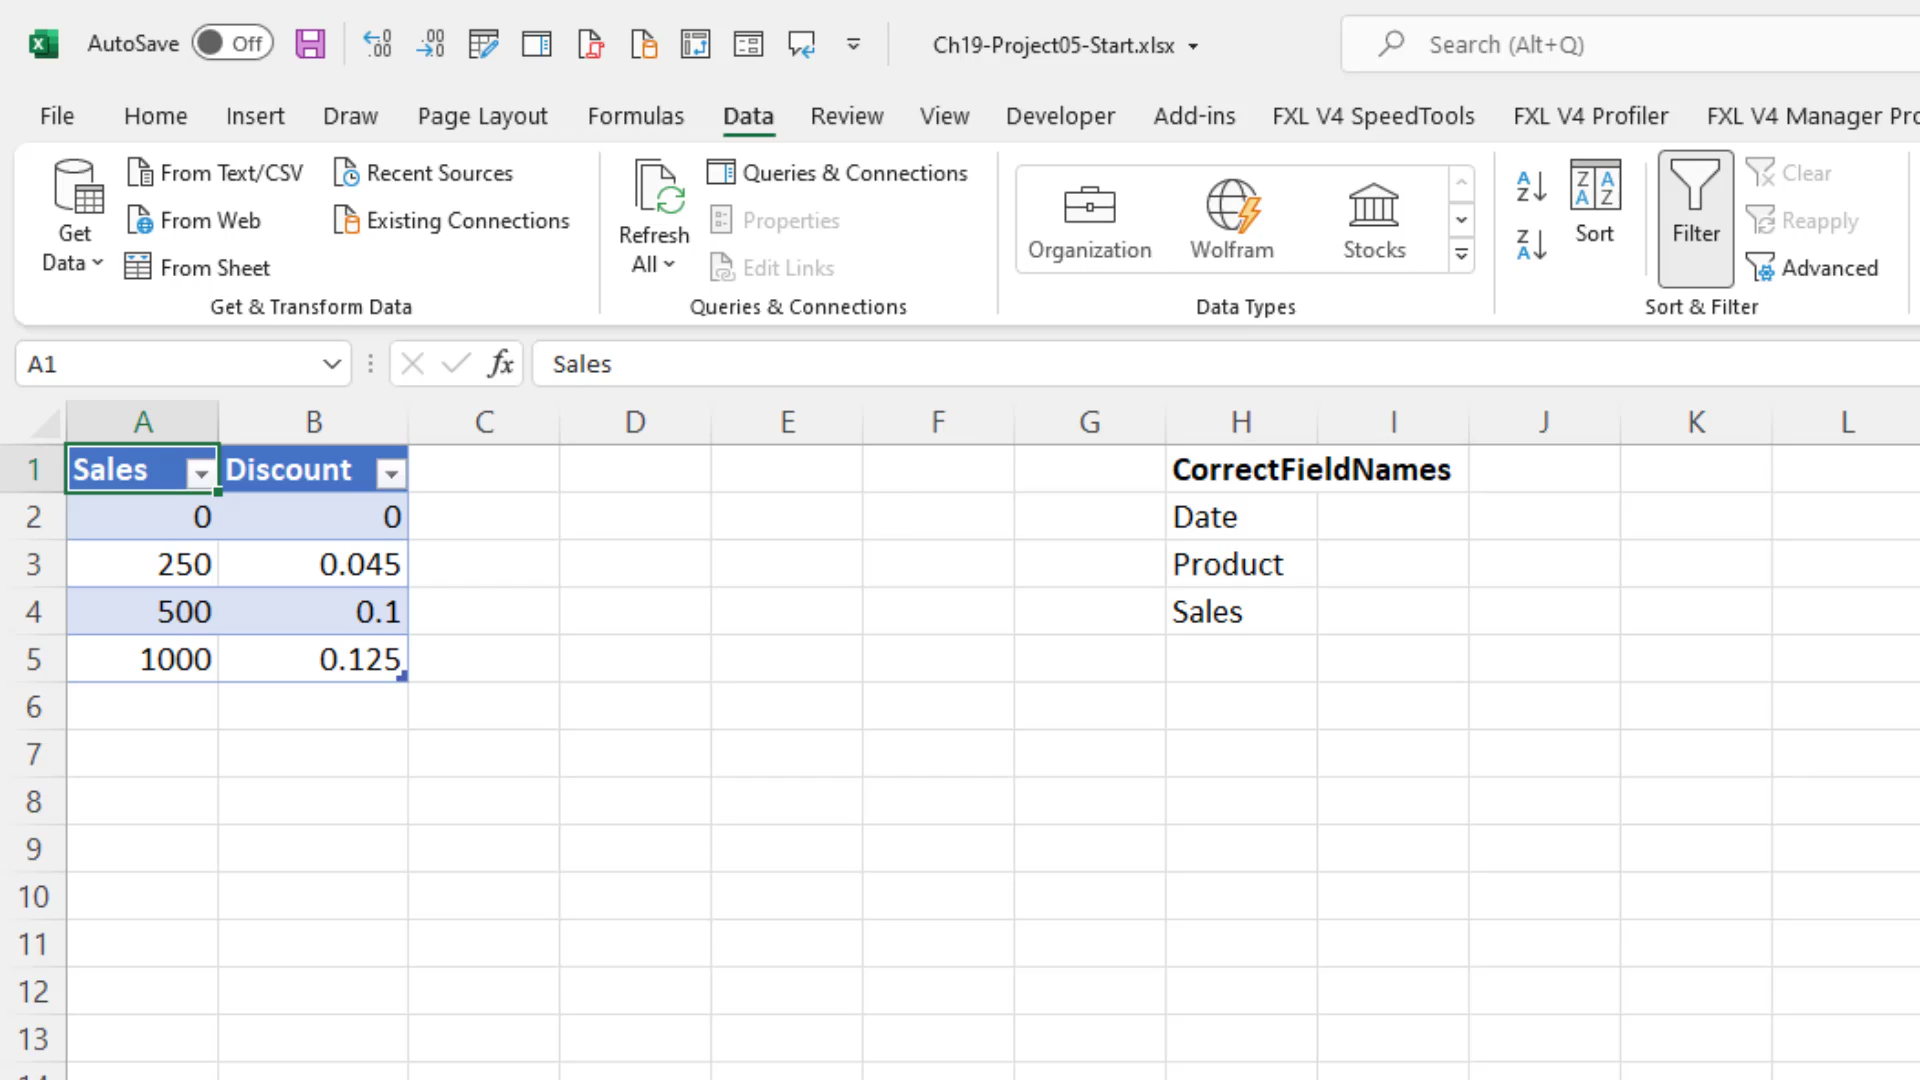 AutoSave Off Ch19-Project05-Start.xlsx Search (Alt+Q)
File Home Insert Draw Page Layout Formulas Data Review View Developer Add-ins FXL V4 SpeedTools FXL V4 Profiler FXL V4 Manager Pro
Get Data
From Text/CSV
From Web
From Sheet
Recent Sources
Existing Connections
Get & Transform Data
Refresh All
Queries & Connections
Properties
Edit Links
Queries & Connections
Organization Wolfram Stocks
Data Types
Sort
Filter
Clear
Reapply
Advanced
Sort & Filter
A1 fx Sales
A B C D E F G H I J K L
1 Sales Discount CorrectFieldNames
2 0 0 Date
3 250 0.045 Product
4 500 0.1 Sales
5 1000 0.125
6
7
8
9
10
11
12
13